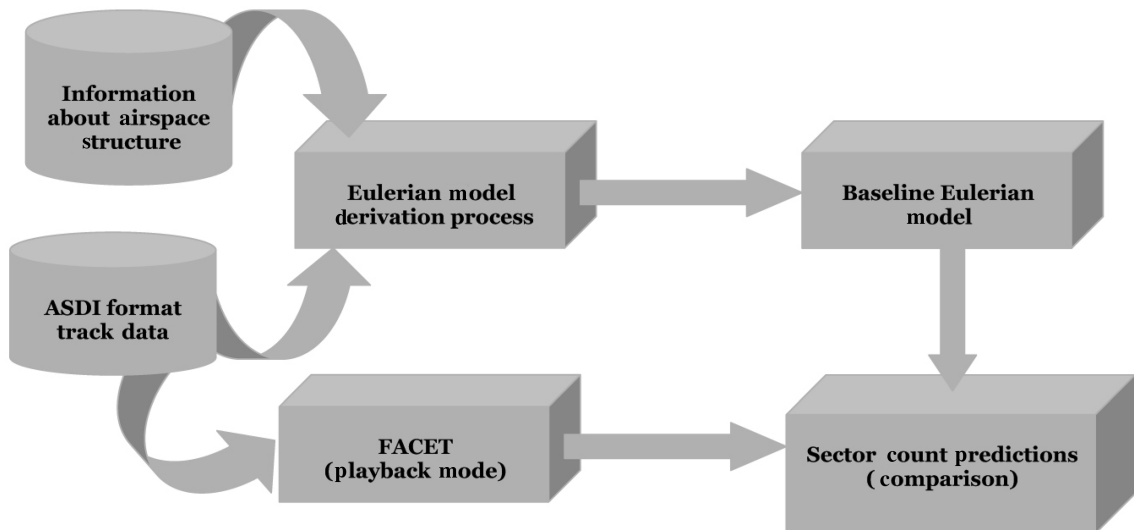 Information
about airspace
structure
Eulerian model
derivation process
Baseline Eulerian
model
ASDI format
track data
FACET
(playback mode)
Sector count predictions
( comparison)